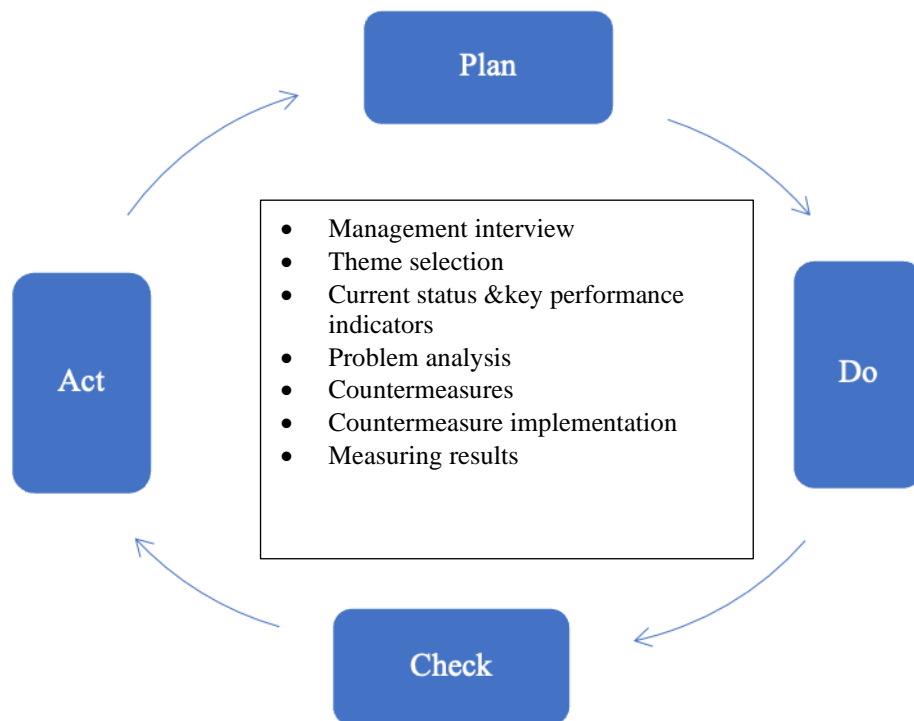 Plan
• Management interview
• Theme selection
• Current status &key performance
indicators
• Problem analysis
• Countermeasures
• Countermeasure implementation
• Measuring results
Act
Do
Check